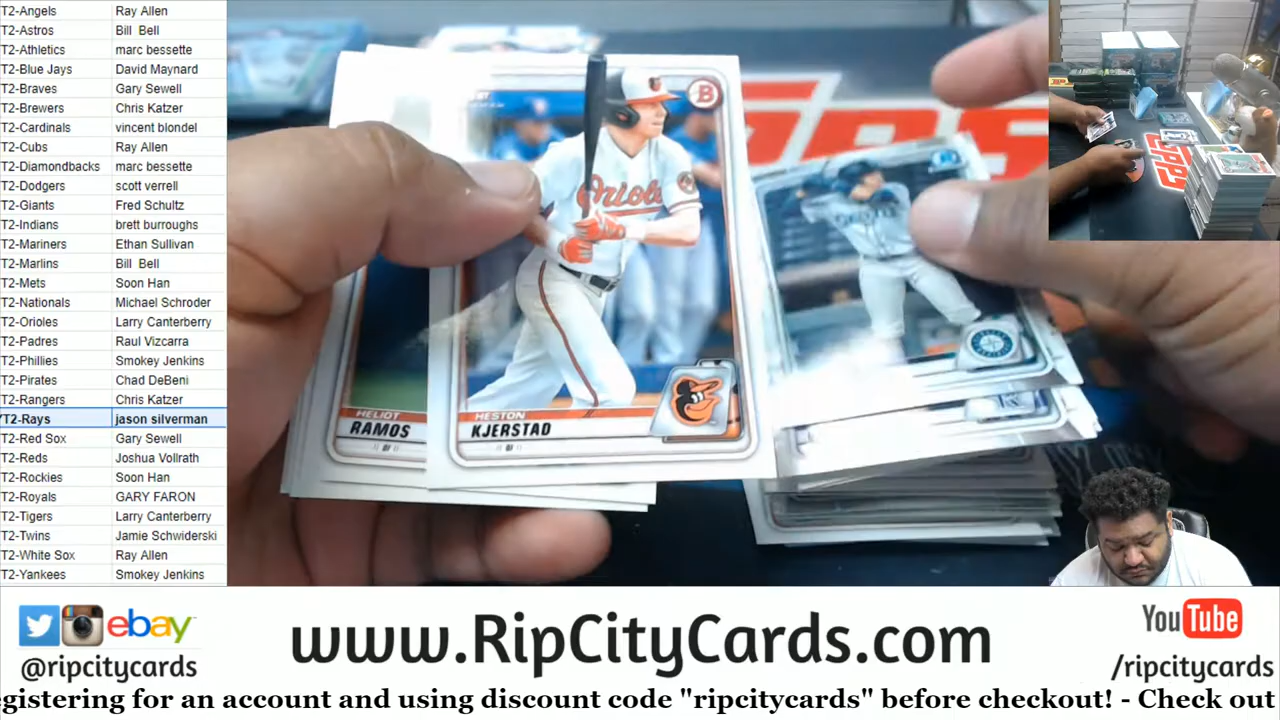 T2-Angels Ray Allen
T2-Astros Bill Bell
T2-Athletics marc bessette
T2-Blue Jays David Maynard
T2-Braves Gary Sewell
T2-Brewers Chris Katzer
T2-Cardinals vincent blondel
T2-Cubs Ray Allen
T2-Diamondbacks marc bessette
T2-Dodgers scott verrell
T2-Giants Fred Schultz
T2-Indians brett burroughs
T2-Mariners Ethan Sullivan
T2-Marlins Bill Bell
T2-Mets Soon Han
T2-Nationals Michael Schroder
T2-Orioles Larry Canterberry
T2-Padres Raul Vizcarra
T2-Phillies Smokey Jenkins
T2-Pirates Chad DeBeni
T2-Rangers Chris Katzer
T2-Rays jason silverman
T2-Red Sox Gary Sewell
T2-Reds Joshua Vollrath
T2-Rockies Soon Han
T2-Royals GARY FARON
T2-Tigers Larry Canterberry
T2-Twins Jamie Schwiderski
T2-White Sox Ray Allen
T2-Yankees Smokey Jenkins
B
Orioles
HELIOT
RAMOS
HESTON
KJERSTAD
TOPPS
ebay
@ripcitycards
www.RipCityCards.com
YouTube
/ripcitycards
egistering for an account and using discount code "ripcitycards" before checkout! - Check out